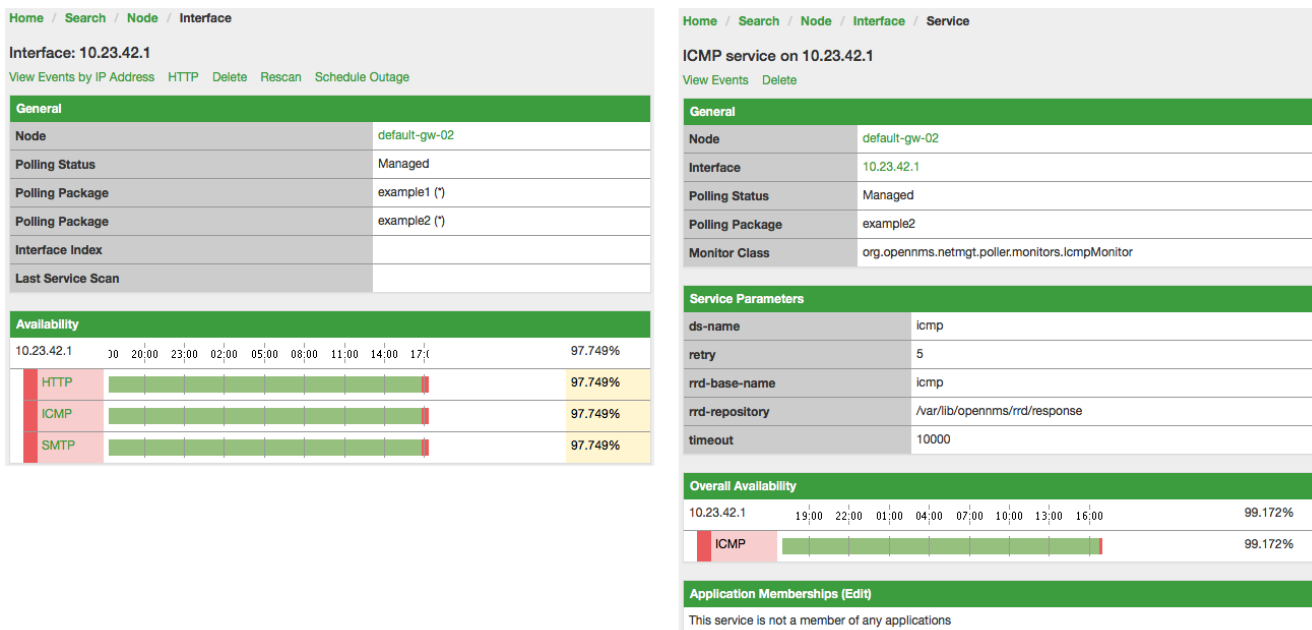 Home / Search / Node / Interface
Interface: 10.23.42.1
View Events by IP Address HTTP Delete Rescan Schedule Outage
General
Node default-gw-02
Polling Status Managed
Polling Package example1 (*)
Polling Package example2 (*)
Interface Index
Last Service Scan
Availability
10.23.42.1 20:00 23:00 02:00 05:00 08:00 11:00 14:00 97.749%
HTTP 97.749%
ICMP 97.749%
SMTP 97.749%
Home / Search / Node / Interface / Service
ICMP service on 10.23.42.1
View Events Delete
General
Node default-gw-02
Interface 10.23.42.1
Polling Status Managed
Polling Package example2
Monitor Class org.opennms.netmgt.poller.monitors.IcmpMonitor
Service Parameters
ds-name icmp
retry 5
rrd-base-name icmp
rrd-repository /var/lib/opennms/rrd/response
timeout 10000
Overall Availability
10.23.42.1 19:00 22:00 01:00 04:00 07:00 10:00 13:00 16:00 99.172%
ICMP 99.172%
Application Memberships (Edit)
This service is not a member of any applications